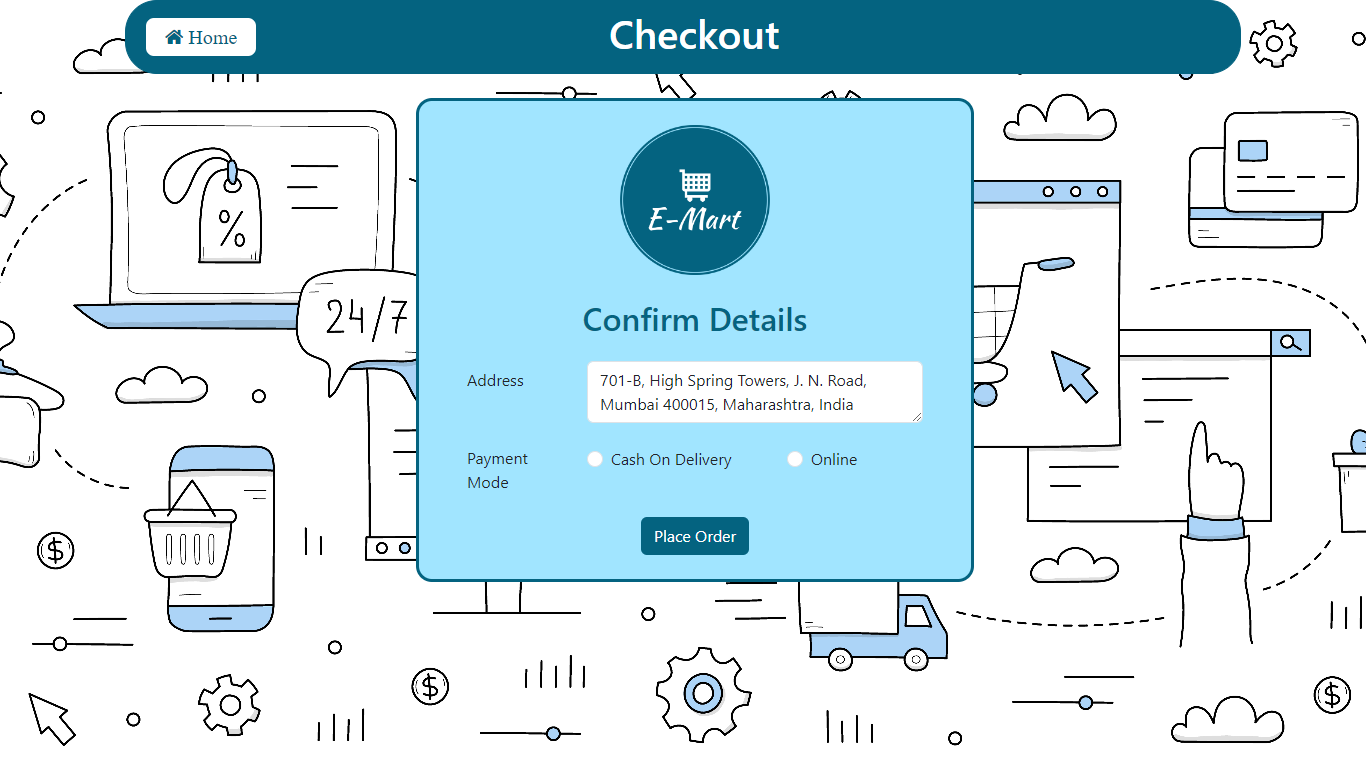 Home
Checkout
%
24/7
E-Mart
Confirm Details
Address
701-B, High Spring Towers, J. N. Road,
Mumbai 400015, Maharashtra, India
Payment
Mode
Cash On Delivery
Online
Place Order
$
$
$